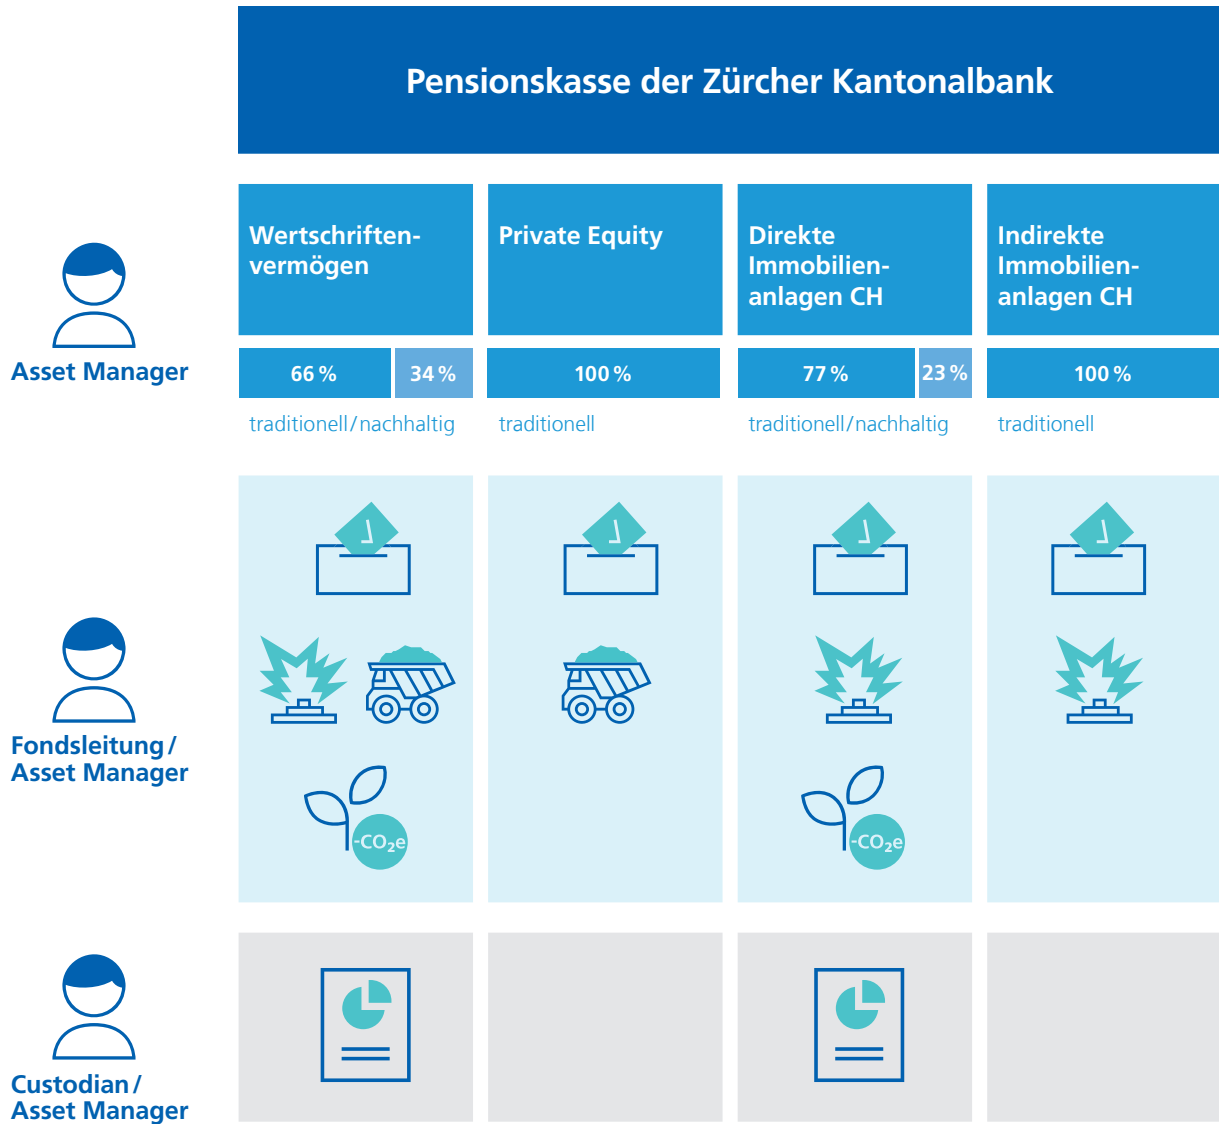 Pensionskasse der Zürcher Kantonalbank
Wertschriften-
vermögen
Private Equity
Direkte
Immobilien-
anlagen CH
Indirekte
Immobilien-
anlagen CH
Asset Manager
66 %
34 %
100 %
77 %
23 %
100 %
traditionell/nachhaltig
traditionell
traditionell/nachhaltig
traditionell
Fondsleitung/
Asset Manager
-CO₂e
-CO₂e
Custodian/
Asset Manager